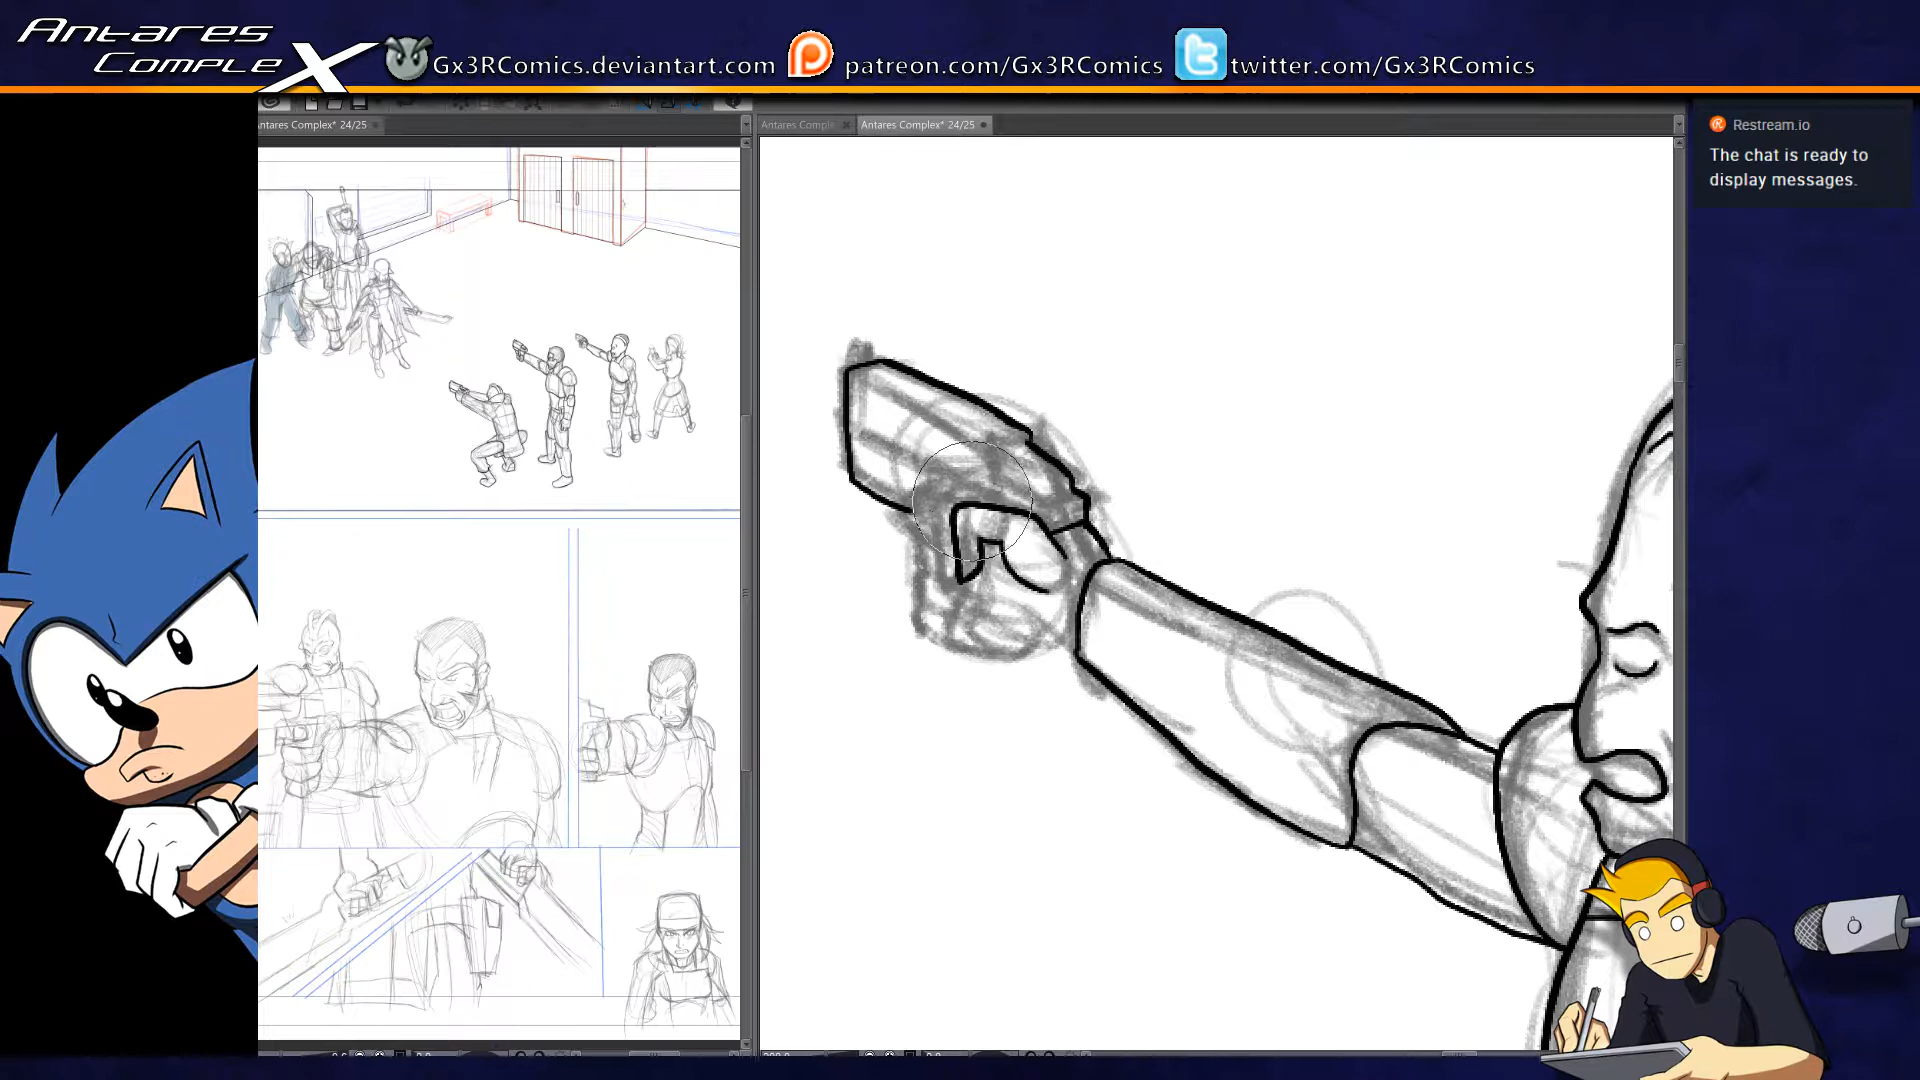 Antares
Complex
Gx3RComics.deviantart.com
patreon.com/Gx3RComics
twitter.com/Gx3RComics
ntares Complex* 24/25
Antares Compl
Antares Complex* 24/25
Restream.io
The chat is ready to
display messages.